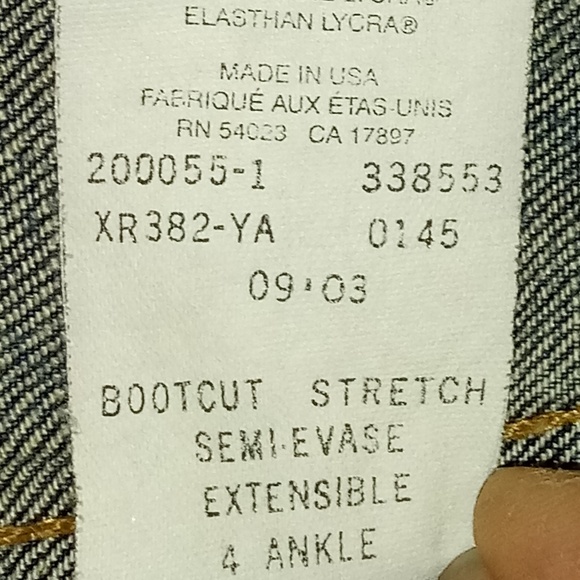 ELASTHAN LYCRA®
MADE IN USA
FABRIQUÉ AUX ÉTAS-UNIS
RN 54023 CA 17897
200055-1 338553
XR382-YA 0145
09'03
BOOTCUT STRETCH
SEMI-EVASE
EXTENSIBLE
4 ANKLE